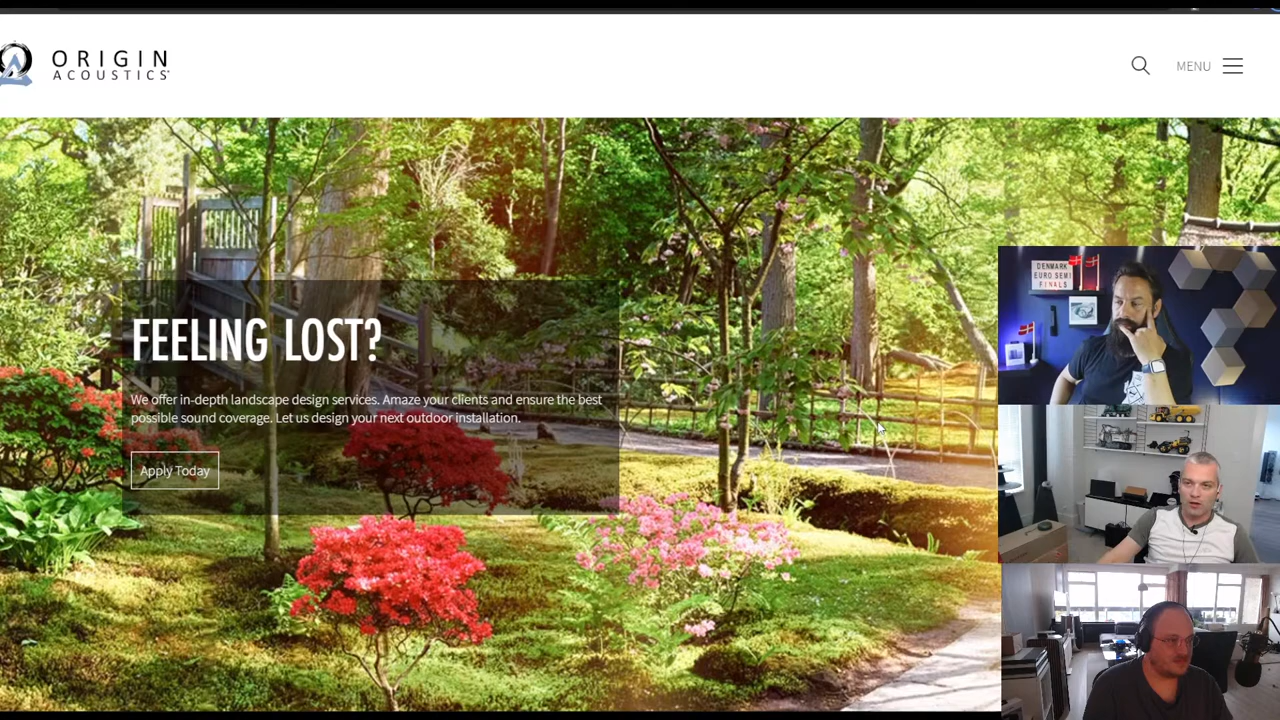 ORIGIN
ACOUSTICS
MENU
FEELING LOST?
We offer in-depth landscape design services. Amaze your clients and ensure the best
possible sound coverage. Let us design your next outdoor installation.
Apply Today
DENMARK
EURO SEMI
FINALS